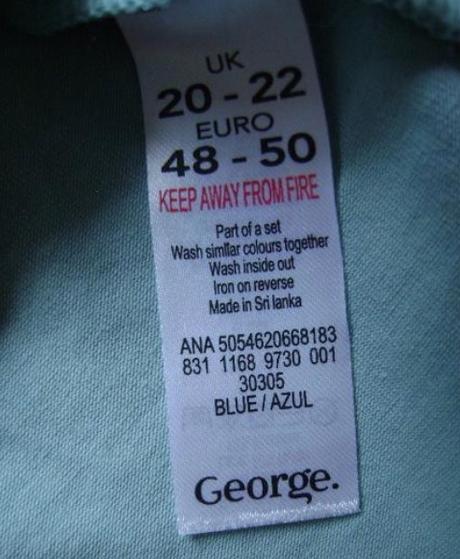 UK
20 - 22
EURO
48 - 50
KEEP AWAY FROM FIRE
Part of a set
Wash similar colours together
Wash inside out
Iron on reverse
Made in Sri lanka
ANA 5054620668183
831 1168 9730 001
30305
BLUE / AZUL
George.